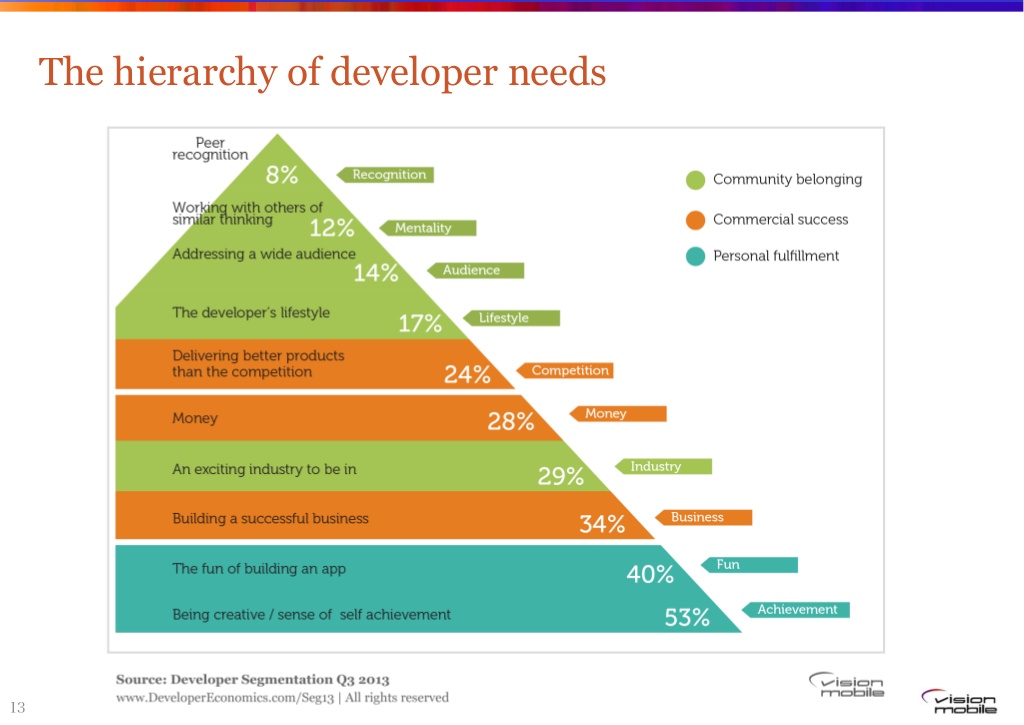 The hierarchy of developer needs
Peer
recognition
8%
Recognition
Community belonging
Working with others of
similar thinking
12%
Mentality
Commercial success
Addressing a wide audience
14%
Audience
Personal fulfillment
The developer's lifestyle
17%
Lifestyle
Delivering better products
than the competition
24%
Competition
Money
28%
Money
An exciting industry to be in
29%
Industry
Building a successful business
34%
Business
The fun of building an app
40%
Fun
Being creative / sense of self achievement
53%
Achievement
Source: Developer Segmentation Q3 2013
www.DeveloperEconomics.com/Seg13 | All rights reserved
vision
mobile
vision
mobile
13